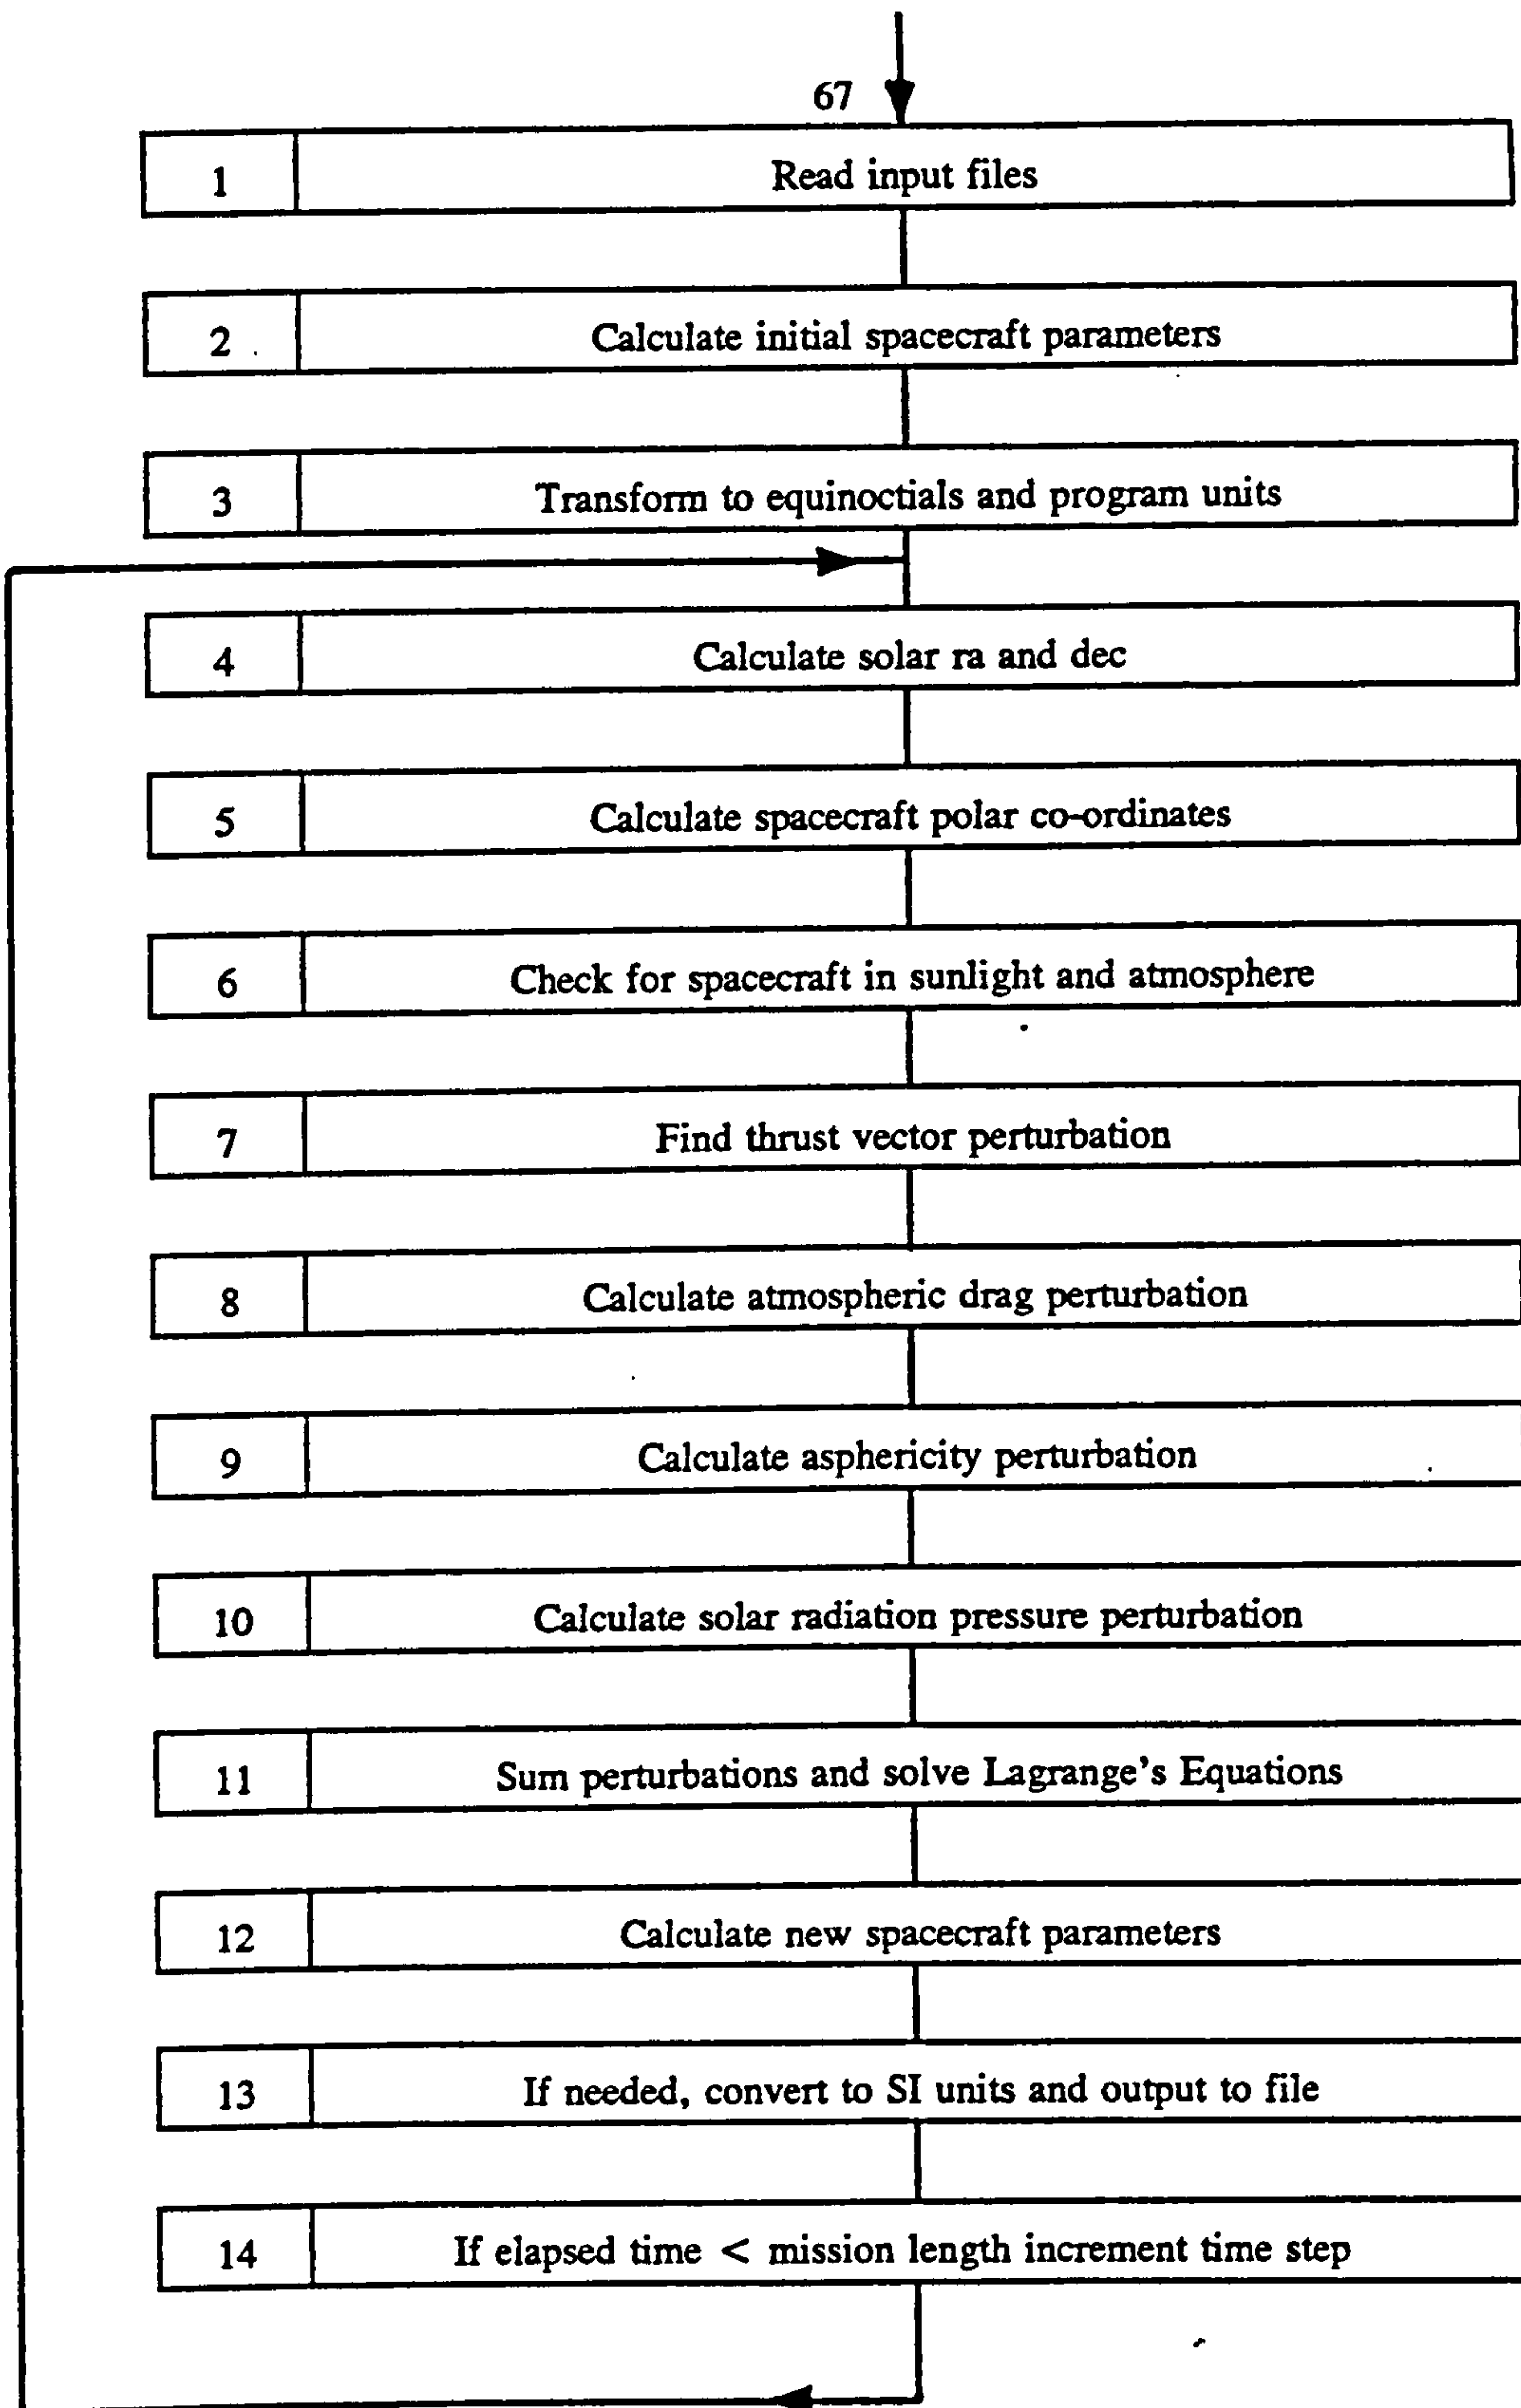 67
1 Read input files
2 Calculate initial spacecraft parameters
3 Transform to equinoctials and program units
4 Calculate solar ra and dec
5 Calculate spacecraft polar co-ordinates
6 Check for spacecraft in sunlight and atmosphere
7 Find thrust vector perturbation
8 Calculate atmospheric drag perturbation
9 Calculate asphericity perturbation
10 Calculate solar radiation pressure perturbation
11 Sum perturbations and solve Lagrange's Equations
12 Calculate new spacecraft parameters
13 If needed, convert to SI units and output to file
14 If elapsed time < mission length increment time step